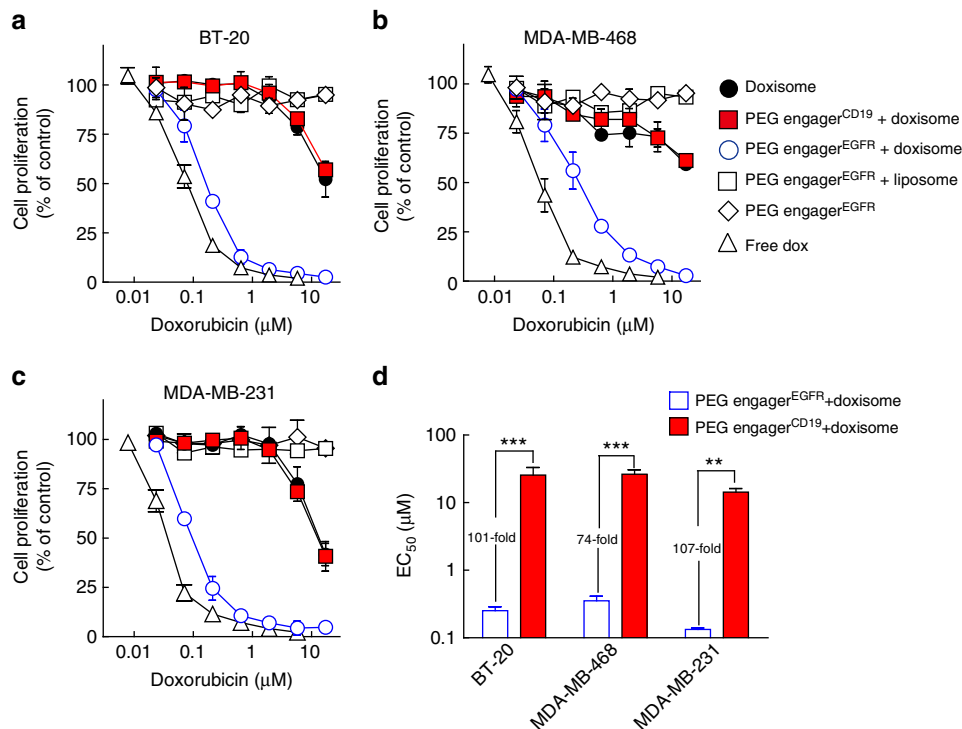 a
BT-20
100
75
50
25
0
0.01
0.1
1
10
Cell proliferation
(% of control)
Doxorubicin (μM)
b
MDA-MB-468
100
75
50
25
0
0.01
0.1
1
10
Cell proliferation
(% of control)
Doxorubicin (μM)
Doxisome
PEG engager^CD19 + doxisome
PEG engager^EGFR + doxisome
PEG engager^EGFR + liposome
PEG engager^EGFR
Free dox
c
MDA-MB-231
100
75
50
25
0
0.01
0.1
1
10
Cell proliferation
(% of control)
Doxorubicin (μM)
d
PEG engager^EGFR+doxisome
PEG engager^CD19+doxisome
100
10
1
0.1
EC50 (μM)
***
***
**
101-fold
74-fold
107-fold
BT-20
MDA-MB-468
MDA-MB-231